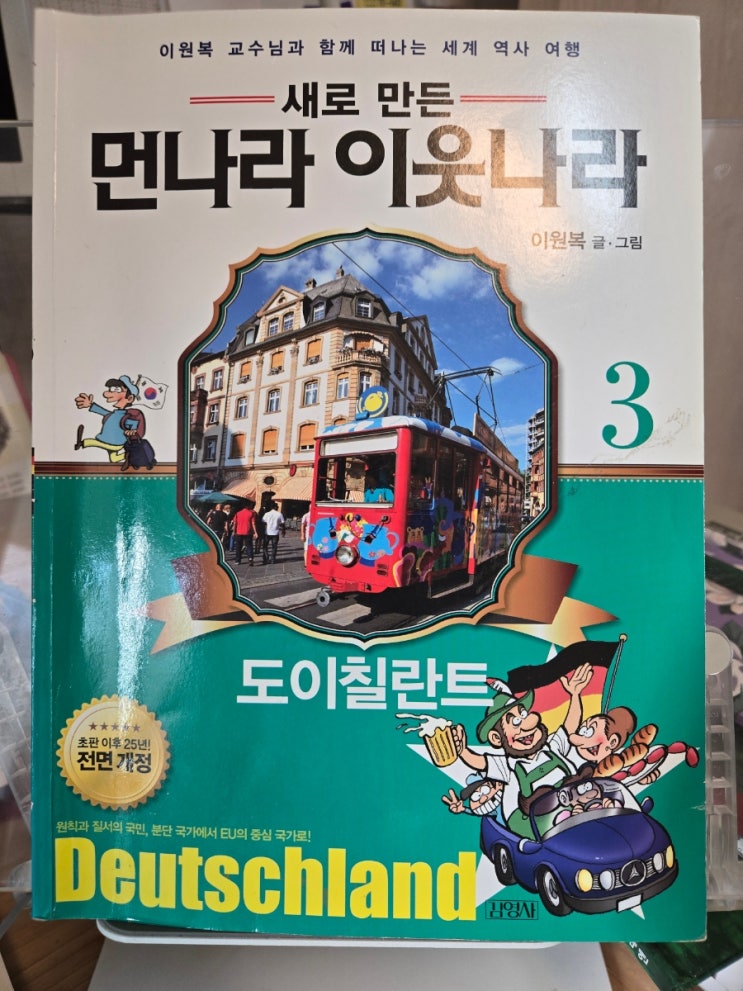 이원복 교수님과 함께 떠나는 세계 역사 여행
새로 만든
먼나라 이웃나라
이원복 글·그림
3
도이칠란트
초판 이후 25년!
전면 개정
원칙과 질서의 국민, 분단 국가에서 EU의 중심 국가로!
Deutschland
김영사